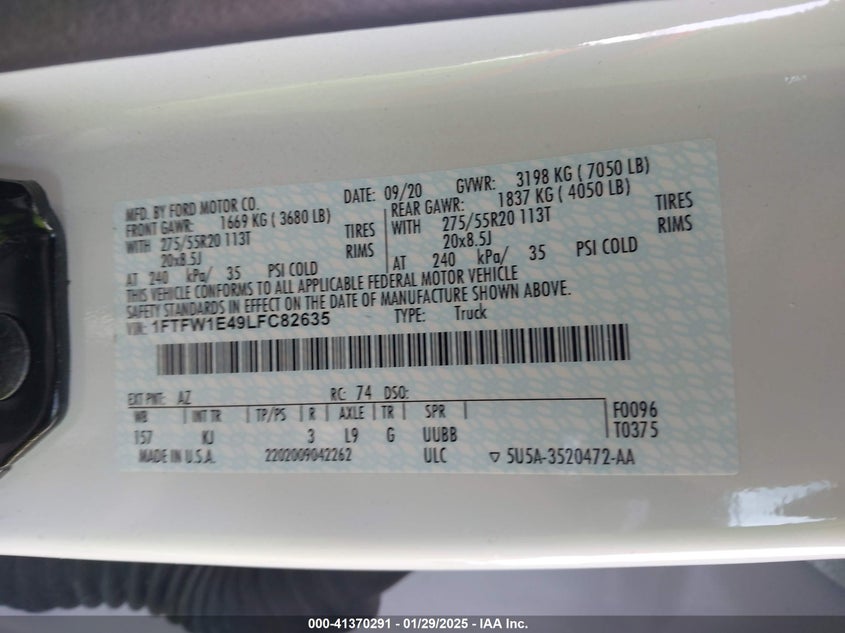 MFD. BY FORD MOTOR CO.
DATE: 09/20 GVWR: 3198 KG ( 7050 LB)
FRONT GAWR: 1669 KG ( 3680 LB)
REAR GAWR: 1837 KG ( 4050 LB)
WITH 275/55R20 113T TIRES
WITH 275/55R20 113T TIRES
20x8.5J RIMS
20x8.5J RIMS
AT 240 kPa/ 35 PSI COLD
AT 240 kPa/ 35 PSI COLD
THIS VEHICLE CONFORMS TO ALL APPLICABLE FEDERAL MOTOR VEHICLE
SAFETY STANDARDS IN EFFECT ON THE DATE OF MANUFACTURE SHOWN ABOVE.
VIN: 1FTFW1E49LFC82635 TYPE: Truck
EXT PNT: AZ RC: 74 DSO:
WB INT TR TP/PS R AXLE TR SPR F0096
157 KJ 3 L9 G UUBB T0375
MADE IN U.S.A. 2202009042262 ULC ▽ 5U5A-3520472-AA
000-41370291 - 01/29/2025 - IAA Inc.